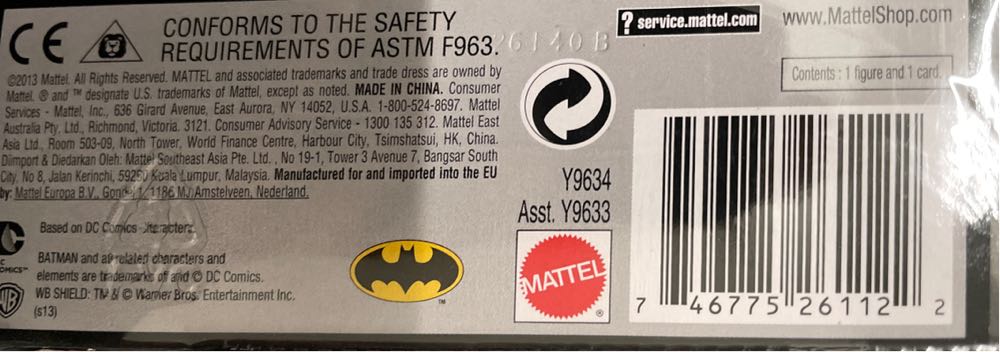 CE
CONFORMS TO THE SAFETY
REQUIREMENTS OF ASTM F963.
? service.mattel.com
www.MattelShop.com
Contents : 1 figure and 1 card.
©2013 Mattel. All Rights Reserved. MATTEL and associated trademarks and trade dress are owned by
Mattel. ® and ™ designate U.S. trademarks of Mattel, except as noted. MADE IN CHINA. Consumer
Services - Mattel, Inc., 636 Girard Avenue, East Aurora, NY 14052, U.S.A. 1-800-524-8697. Mattel
Australia Pty., Ltd., Richmond, Victoria. 3121. Consumer Advisory Service - 1300 135 312. Mattel East
Asia Ltd., Room 503-09, North Tower, World Finance Centre, Harbour City, Tsimshatsui, HK, China.
Diimport & Diedarkan Oleh: Mattel Southeast Asia Pte. Ltd., No 19-1, Tower 3 Avenue 7, Bangsar South
City, No 8, Jalan Kerinchi, 59200 Kuala Lumpur, Malaysia. Manufactured for and imported into the EU
by: Mattel Europa B.V., 1, 1186 MJ Amstelveen, Nederland.
Y9634
Asst. Y9633
Based on DC Comics characters.
BATMAN and all related characters and
elements are trademarks of and © DC Comics.
WB SHIELD: TM & © Warner Bros. Entertainment Inc.
(s13)
COMICS™
WB
TM
MATTEL
®
7 46775 26112 2